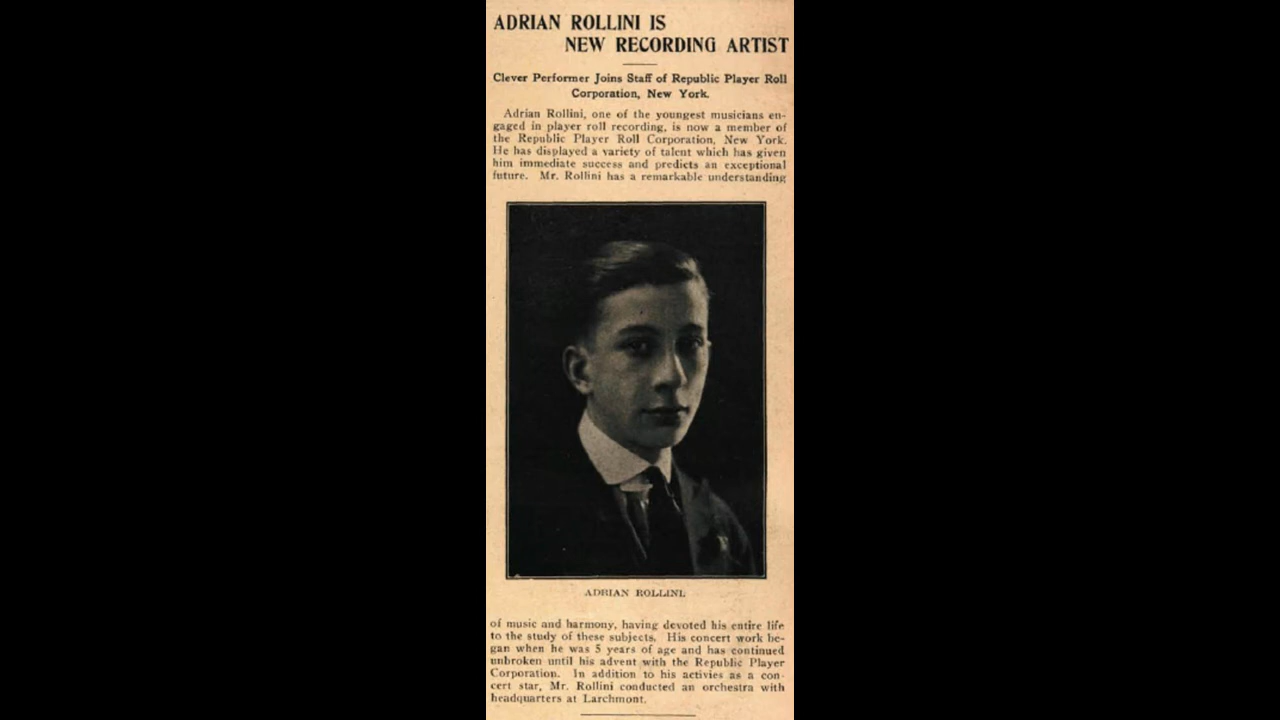 ADRIAN ROLLINI IS
NEW RECORDING ARTIST
Clever Performer Joins Staff of Republic Player Roll
Corporation, New York.
Adrian Rollini, one of the youngest musicians en-
gaged in player roll recording, is now a member of
the Republic Player Roll Corporation, New York.
He has displayed a variety of talent which has given
him immediate success and predicts an exceptional
future. Mr. Rollini has a remarkable understanding
ADRIAN ROLLINI.
of music and harmony, having devoted his entire life
to the study of these subjects. His concert work be-
gan when he was 5 years of age and has continued
unbroken until his advent with the Republic Player
Corporation. In addition to his activies as a con-
cert star, Mr. Rollini conducted an orchestra with
headquarters at Larchmont.